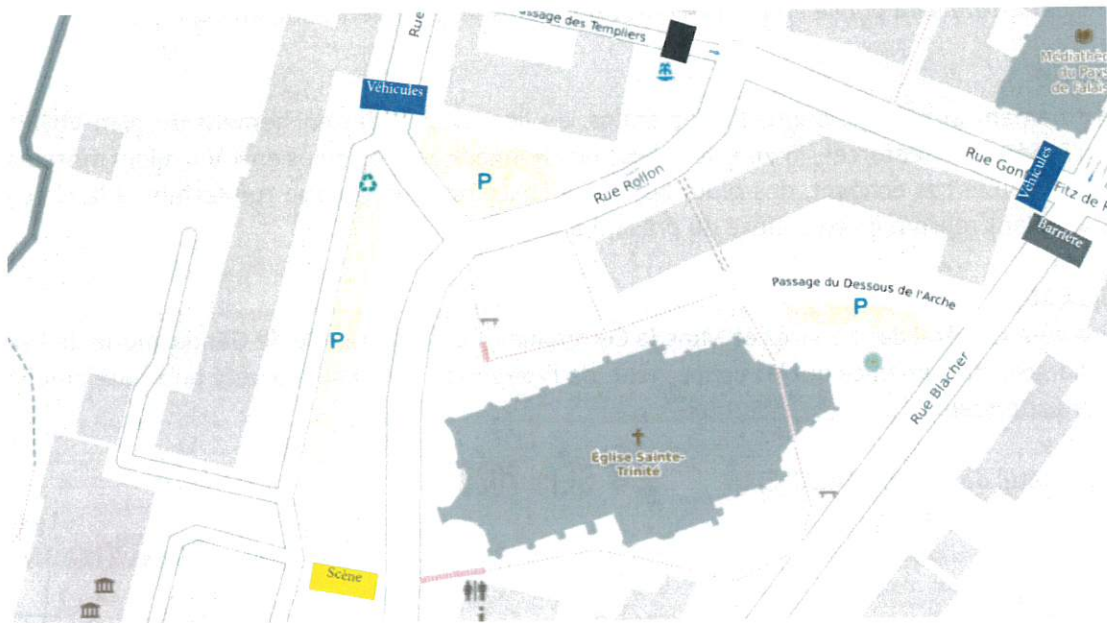 Rue
assage des Templiers
Médiathè
du Pays
de Falai
Véhicules
P
Rue Rollon
Rue Gon
Véhicules
Fitz de R
Barrière
Passage du Dessous de l'Arche
P
P
Rue Blacher
Église Sainte-
Trinité
Scène